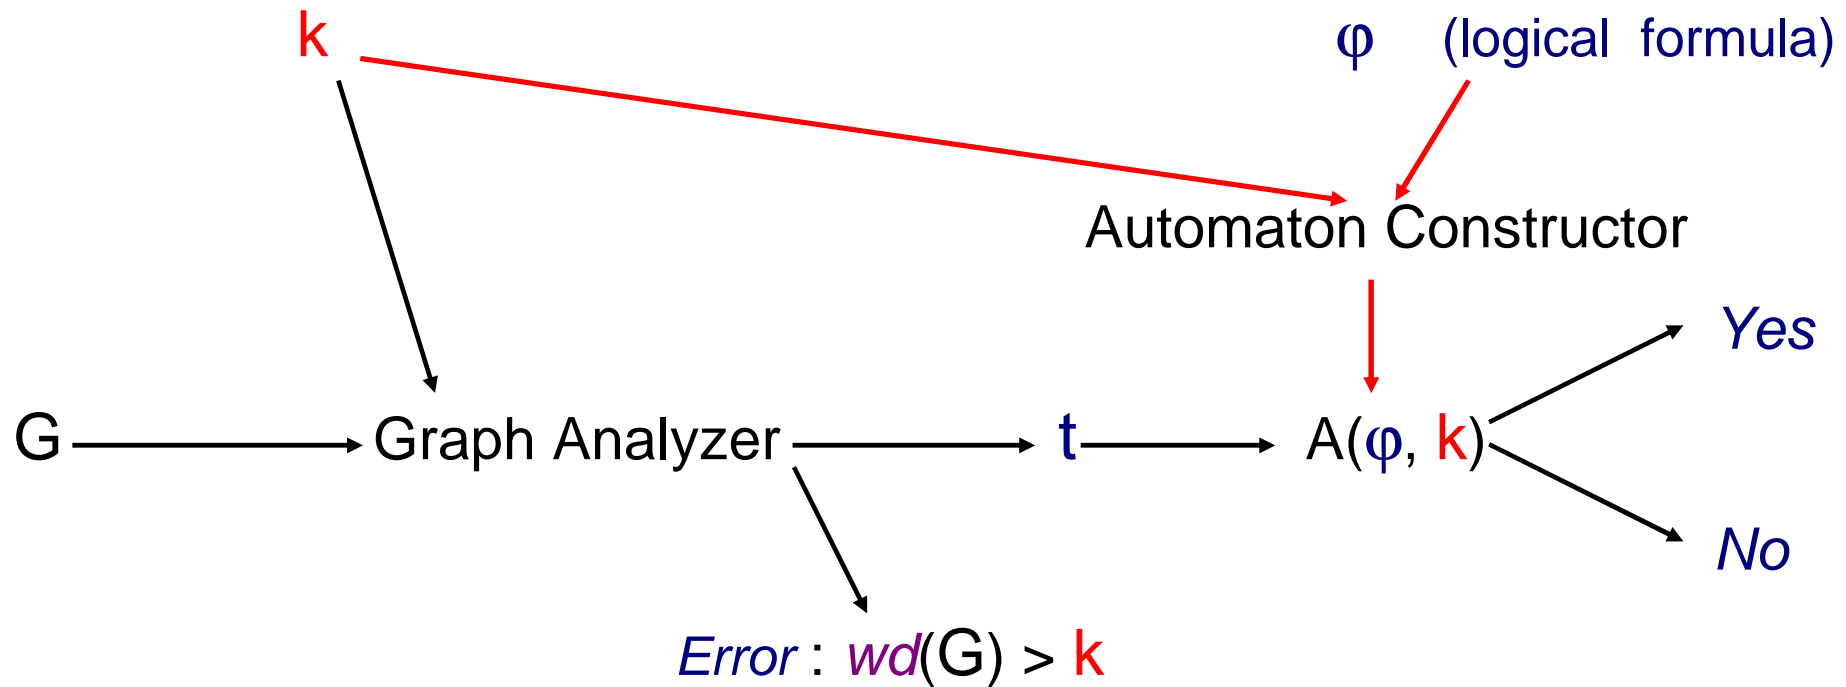 k
φ (logical formula)
Automaton Constructor
Yes
G Graph Analyzer t A(φ, k)
No
Error : wd(G) > k